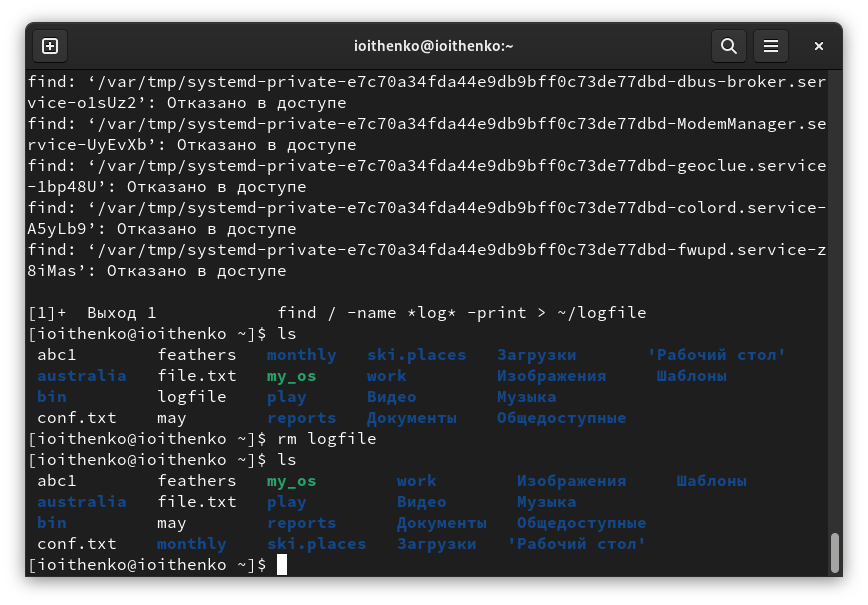 ioithenko@ioithenko:~
find: ‘/var/tmp/systemd-private-e7c70a34fda44e9db9bff0c73de77dbd-dbus-broker.ser
vice-o1sUz2’: Отказано в доступе
find: ‘/var/tmp/systemd-private-e7c70a34fda44e9db9bff0c73de77dbd-ModemManager.se
rvice-UyEvXb’: Отказано в доступе
find: ‘/var/tmp/systemd-private-e7c70a34fda44e9db9bff0c73de77dbd-geoclue.service
-1bp48U’: Отказано в доступе
find: ‘/var/tmp/systemd-private-e7c70a34fda44e9db9bff0c73de77dbd-colord.service-
A5yLb9’: Отказано в доступе
find: ‘/var/tmp/systemd-private-e7c70a34fda44e9db9bff0c73de77dbd-fwupd.service-z
8iMas’: Отказано в доступе
[1]+  Выход 1            find / -name *log* -print > ~/logfile
[ioithenko@ioithenko ~]$ ls
abc1        feathers   monthly   ski.places   Загрузки       'Рабочий стол'
australia   file.txt   my_os     work         Изображения     Шаблоны
bin         logfile    play      Видео        Музыка
conf.txt    may        reports   Документы    Общедоступные
[ioithenko@ioithenko ~]$ rm logfile
[ioithenko@ioithenko ~]$ ls
abc1        feathers   my_os        work        Изображения     Шаблоны
australia   file.txt   play         Видео       Музыка
bin         may        reports      Документы   Общедоступные
conf.txt    monthly    ski.places   Загрузки   'Рабочий стол'
[ioithenko@ioithenko ~]$